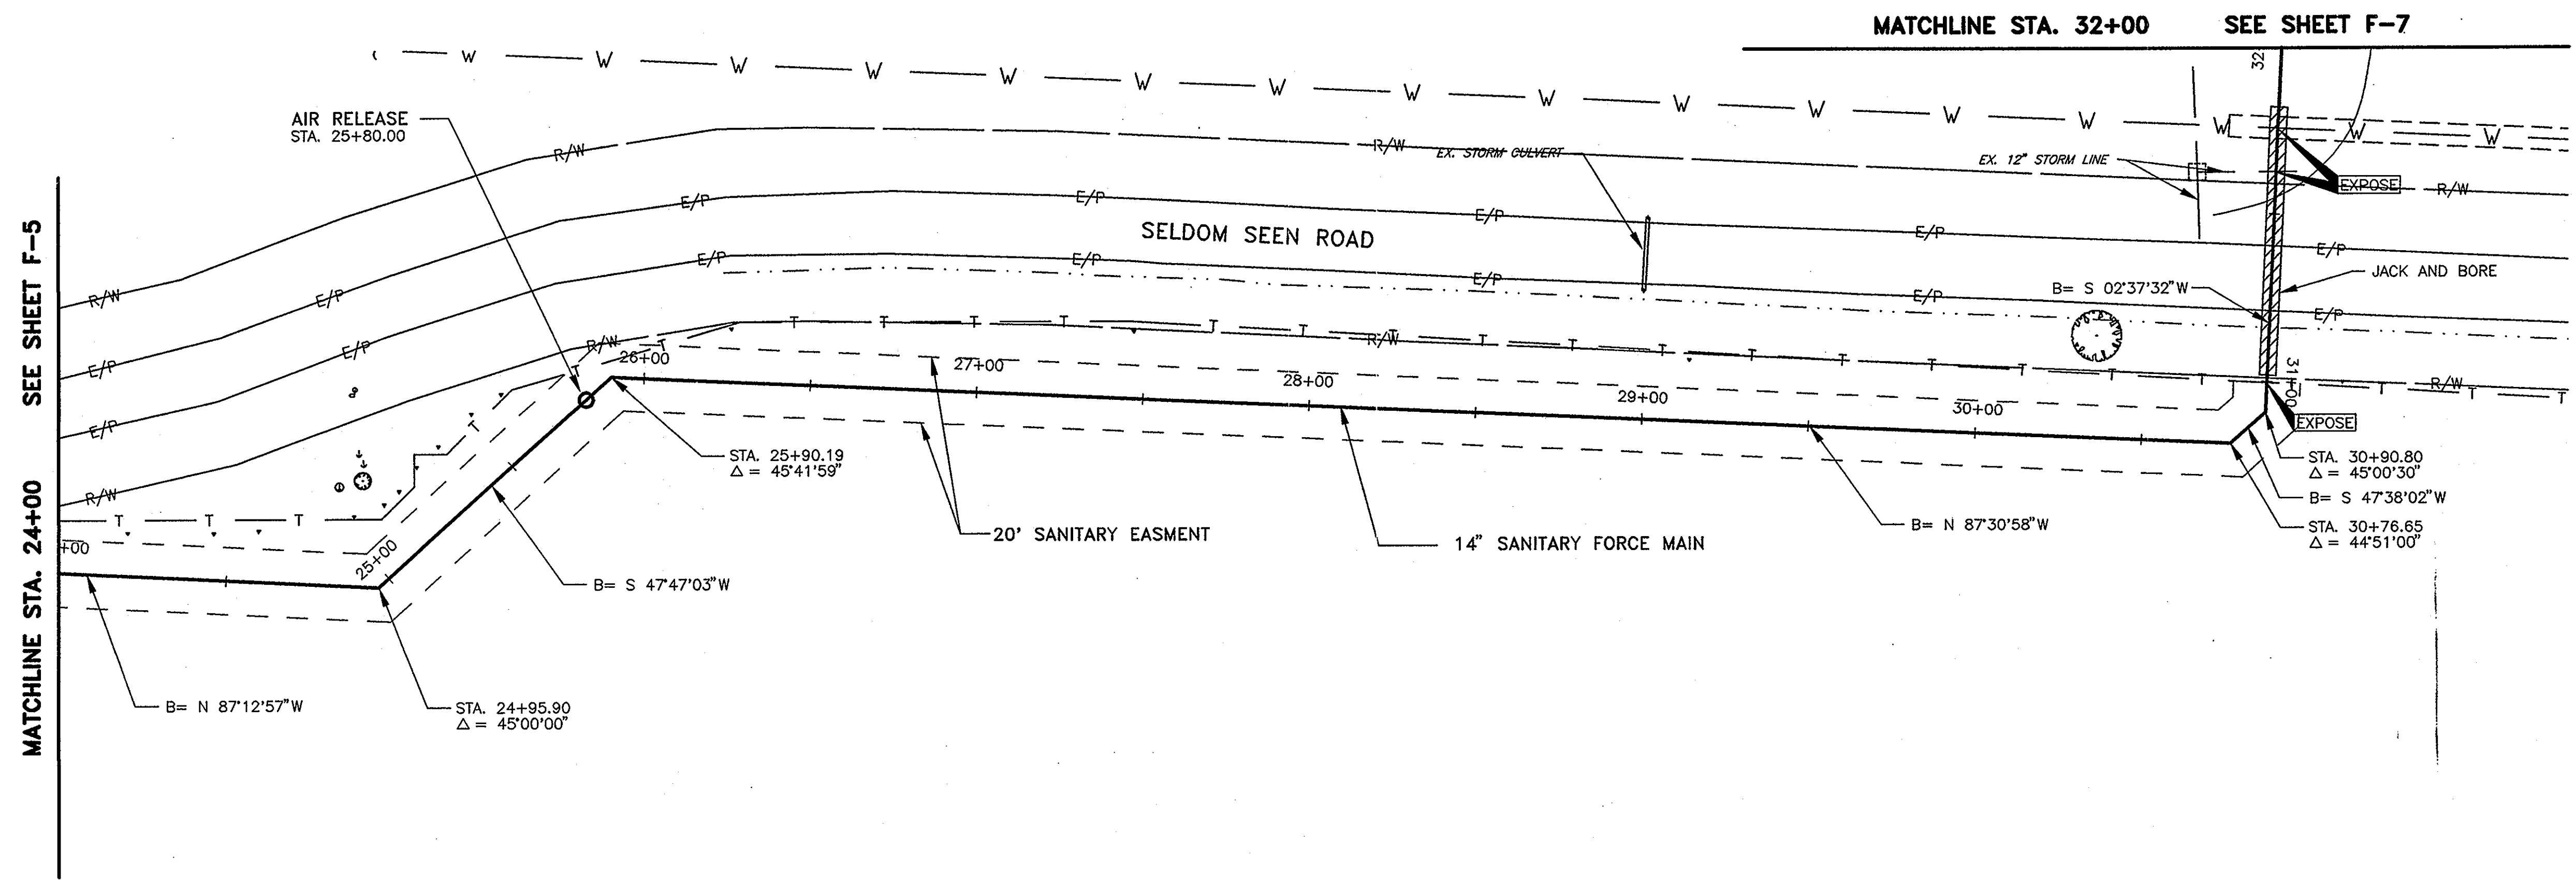 MATCHLINE STA. 32+00 SEE SHEET F-7
W W W W W W W W W W W W W W W W
32
AIR RELEASE
STA. 25+80.00
R/W R/W R/W
EX. STORM CULVERT
EX. 12" STORM LINE
EXPOSE
E/P E/P E/P E/P E/P
SELDOM SEEN ROAD
JACK AND BORE
B= S 02°37'32"W
R/W E/P E/P E/P E/P E/P E/P
E/P E/P
T T T T T T T T T T T T T T T T T T T T
R/W R/W R/W
26+00
27+00
28+00
29+00
30+00
31+00
EXPOSE
MATCHLINE STA. 24+00 SEE SHEET F-5
STA. 25+90.19
Δ = 45°41'59"
STA. 30+90.80
Δ = 45°00'30"
B= S 47°38'02"W
STA. 30+76.65
Δ = 44°51'00"
R/W
T T T T
+00
25+00
20' SANITARY EASMENT
14" SANITARY FORCE MAIN
B= N 87°30'58"W
B= S 47°47'03"W
B= N 87°12'57"W
STA. 24+95.90
Δ = 45°00'00"